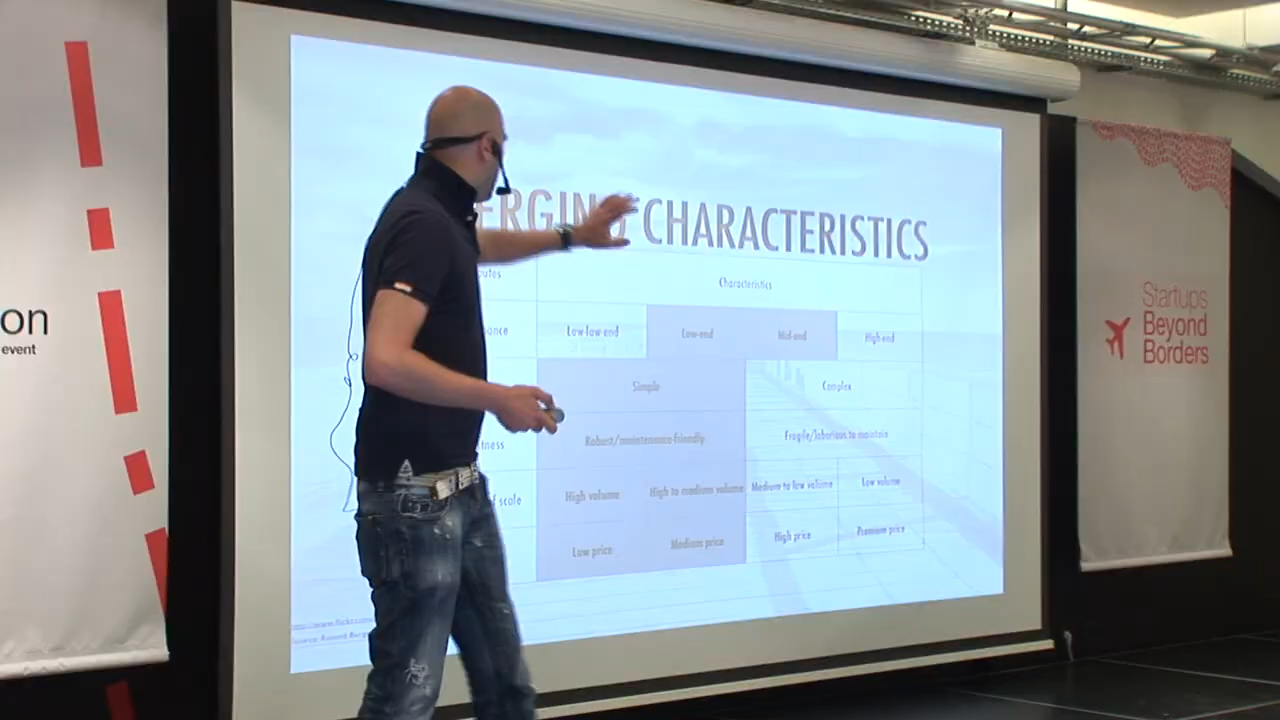 ERGING CHARACTERISTICS
Characteristics
Low-low-end Low-end Mid-end High-end
Simple Complex
Robust/maintenance-friendly Fragile/laborious to maintain
of scale High volume High to medium volume Medium to low volume Low volume
Low price Medium price High price Premium price
on
event
Startups
Beyond
Borders